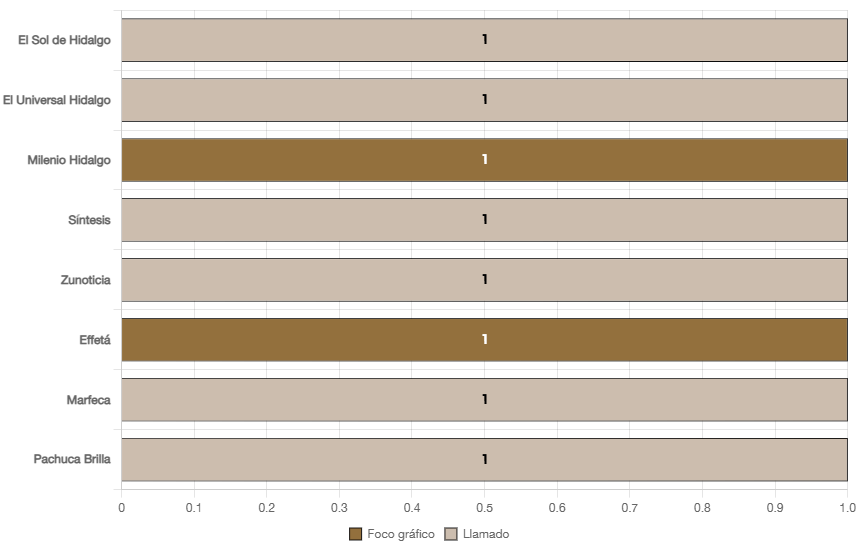 El Sol de Hidalgo 1
El Universal Hidalgo 1
Milenio Hidalgo 1
Síntesis 1
Zunoticia 1
Effetá 1
Marfeca 1
Pachuca Brilla 1
0 0.1 0.2 0.3 0.4 0.5 0.6 0.7 0.8 0.9 1.0
Foco gráfico Llamado